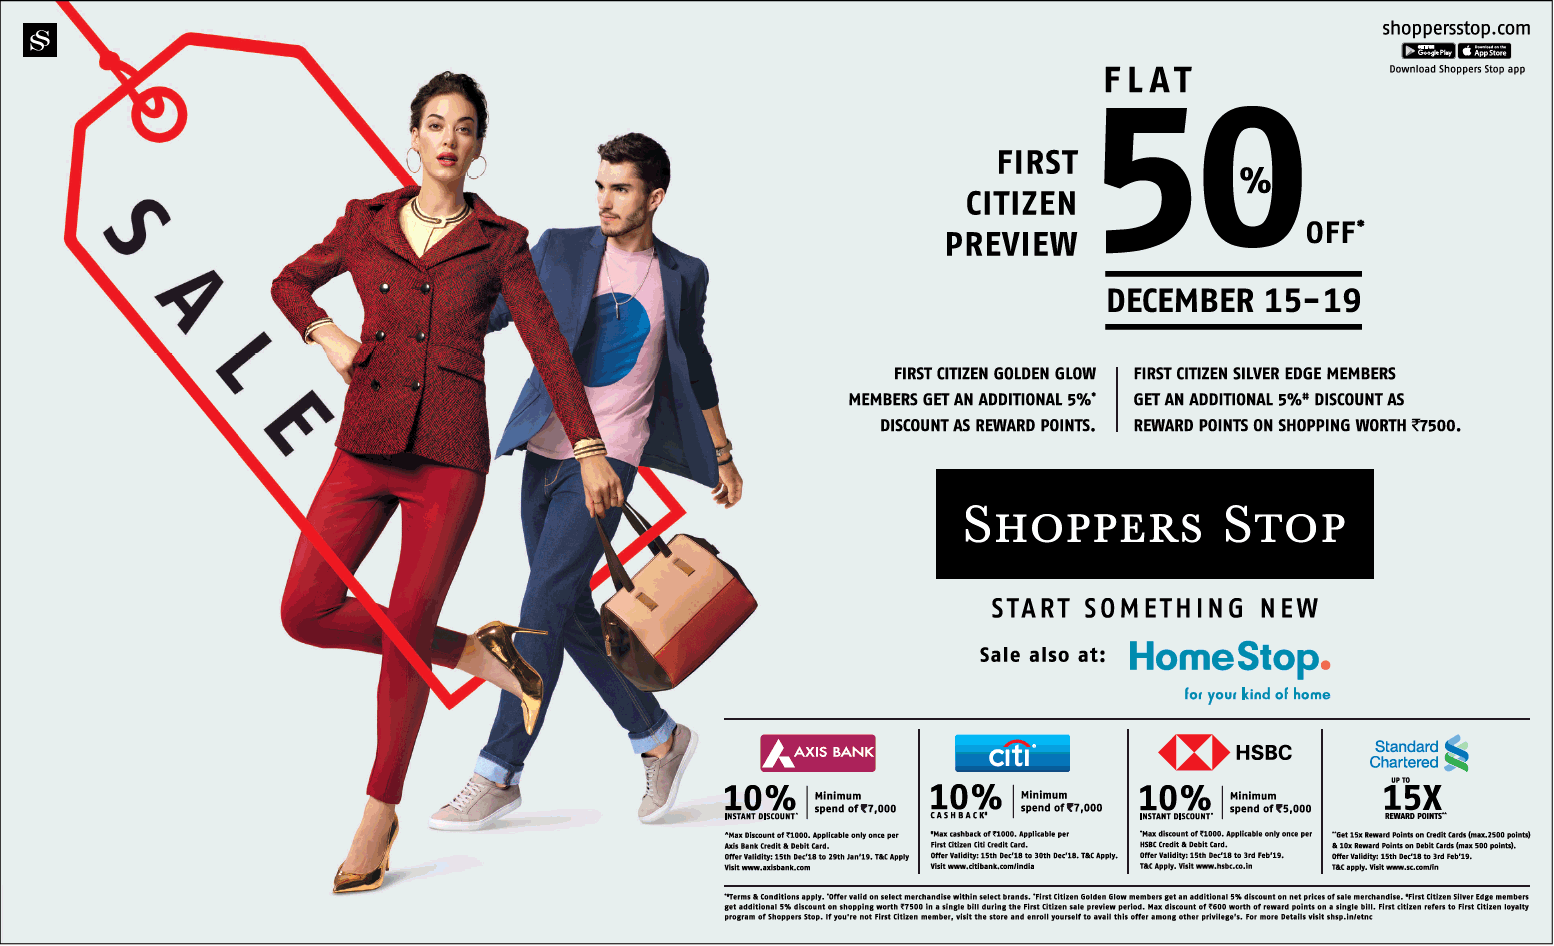 SS
shoppersstop.com
Google Play
Download on the
App Store
Download Shoppers Stop app
SALE
FLAT
FIRST
CITIZEN
PREVIEW
50%
OFF*
DECEMBER 15-19
FIRST CITIZEN GOLDEN GLOW
MEMBERS GET AN ADDITIONAL 5%*
DISCOUNT AS REWARD POINTS.
FIRST CITIZEN SILVER EDGE MEMBERS
GET AN ADDITIONAL 5%# DISCOUNT AS
REWARD POINTS ON SHOPPING WORTH ₹7500.
SHOPPERS STOP
START SOMETHING NEW
Sale also at:
HomeStop.
for your kind of home
AXIS BANK
10%
INSTANT DISCOUNT^
Minimum
spend of ₹7,000
^Max Discount of ₹1000. Applicable only once per
Axis Bank Credit & Debit Card.
Offer Validity: 15th Dec'18 to 29th Jan'19. T&C Apply
Visit www.axisbank.com
citi
10%
CASHBACK#
Minimum
spend of ₹7,000
#Max cashback of ₹1000. Applicable per
First Citizen Citi Credit Card.
Offer Validity: 15th Dec'18 to 30th Dec'18. T&C Apply.
Visit www.citibank.com/india
HSBC
10%
INSTANT DISCOUNT*
Minimum
spend of ₹5,000
*Max discount of ₹1000. Applicable only once per
HSBC Credit & Debit Card.
Offer Validity: 15th Dec'18 to 3rd Feb'19.
T&C Apply. Visit www.hsbc.co.in
Standard
Chartered
UP TO
15X
REWARD POINTS**
**Get 15x Reward Points on Credit Cards (max.2500 points)
& 10x Reward Points on Debit Cards (max 500 points).
Offer Validity: 15th Dec'18 to 3rd Feb'19.
T&C apply. Visit www.sc.com/in
*#Terms & Conditions apply. *Offer valid on select merchandise within select brands. *First Citizen Golden Glow members get an additional 5% discount on net prices of sale merchandise. #First Citizen Silver Edge members
get additional 5% discount on shopping worth ₹7500 in a single bill during the First Citizen sale preview period. Max discount of ₹600 worth of reward points on a single bill. First citizen refers to First Citizen loyalty
program of Shoppers Stop. If you're not First Citizen member, visit the store and enroll yourself to avail this offer among other privilege's. For more Details visit shsp.in/etnc